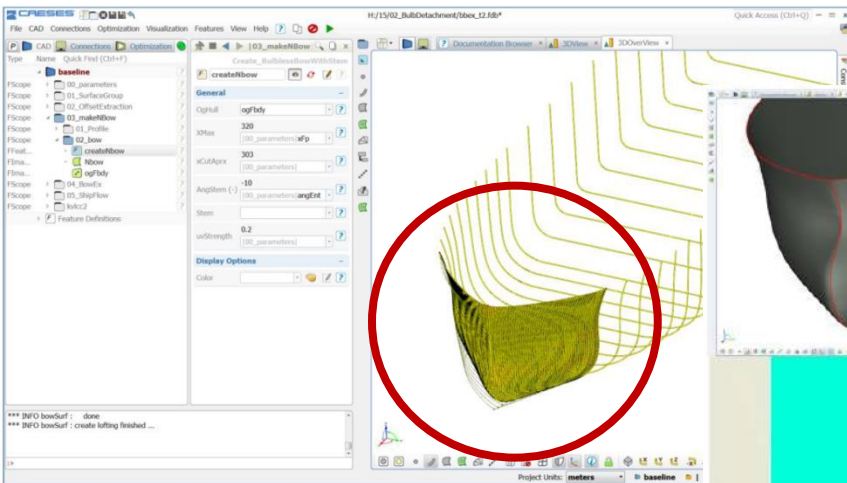 CAESES
H:/15/02_BulbDetachment/bbex_t2.fdb*
Quick Access (Ctrl+Q)
File CAD Connections Optimization Visualization Features View Help
CAD Connections Optimization
|03_makeNBow
Documentation Browser × 3DView × 3DOverView ×
Type Name Quick Find (Ctrl+F)
baseline
FScope 00_parameters
FScope 01_SurfaceGroup
FScope 02_OffsetExtraction
FScope 03_makeNBow
FScope 01_Profile
FScope 02_bow
FFeat... createNbow
FIma... Nbow
FIma... ogFbdy
FScope 04_BowEx
FScope 05_ShipFlow
FScope kvlcc2
Feature Definitions
Create_BulblessBowWithStem
createNbow
General
OgHull ogFbdy
XMax 320
|00_parameters|xFp
xCutAprx 303
|00_parameters|
AngStem (-) -10
|00_parameters|angEnt
Stem
uvStrength 0.2
|00_parameters|
Display Options
Color
Cons
*** INFO bowSurf : done
*** INFO bowSurf : create lofting finished ...
:>
Project Units: meters baseline